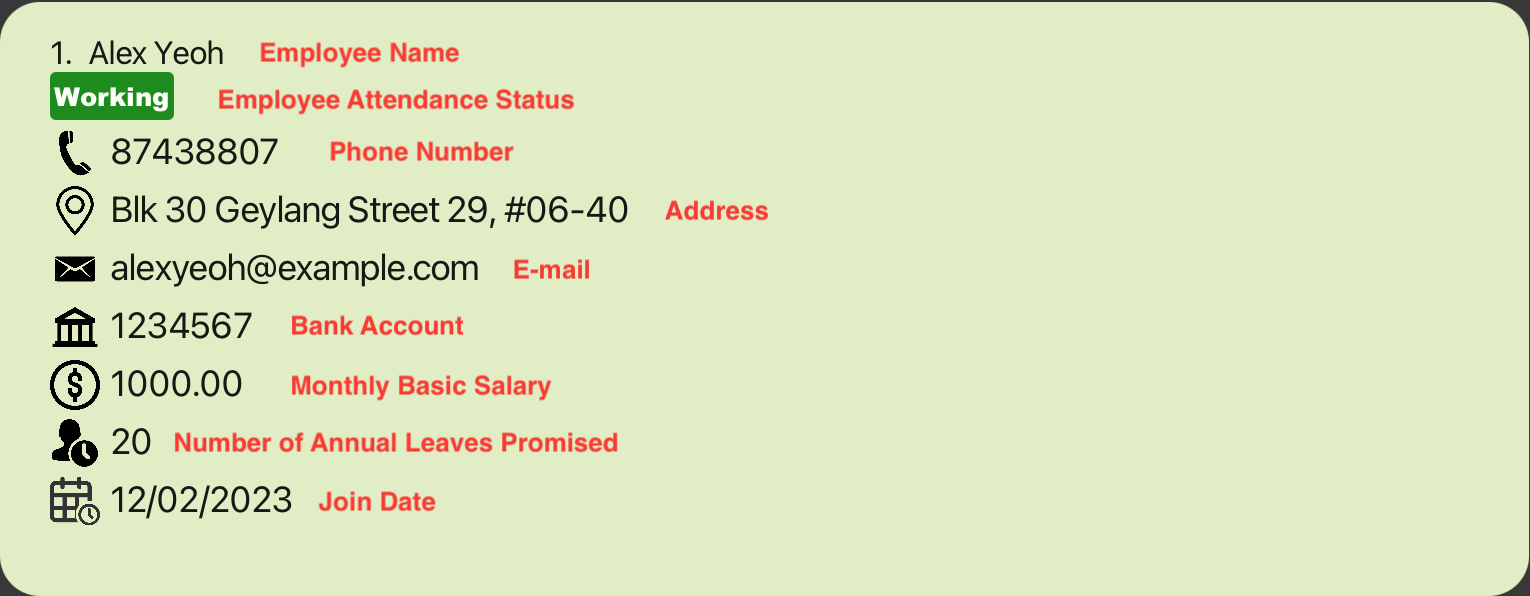 1. Alex Yeoh Employee Name
Working Employee Attendance Status
87438807 Phone Number
Blk 30 Geylang Street 29, #06-40 Address
alexyeoh@example.com E-mail
1234567 Bank Account
1000.00 Monthly Basic Salary
20 Number of Annual Leaves Promised
12/02/2023 Join Date